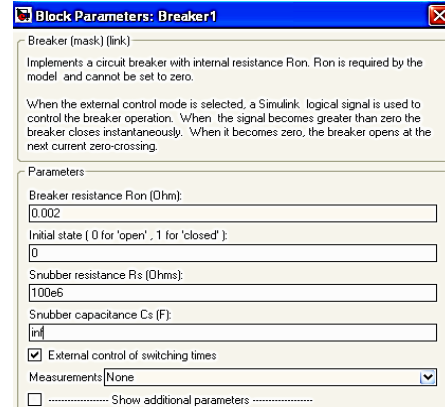 Block Parameters: Breaker1
Breaker (mask) (link)
Implements a circuit breaker with internal resistance Ron. Ron is required by the
model and cannot be set to zero.
When the external control mode is selected, a Simulink logical signal is used to
control the breaker operation. When the signal becomes greater than zero the
breaker closes instantaneously. When it becomes zero, the breaker opens at the
next current zero-crossing.
Parameters
Breaker resistance Ron (Ohm):
0.002
Initial state ( 0 for 'open' , 1 for 'closed' ):
0
Snubber resistance Rs (Ohms):
100e6
Snubber capacitance Cs (F):
inf
External control of switching times
Measurements None
------------------ Show additional parameters ------------------